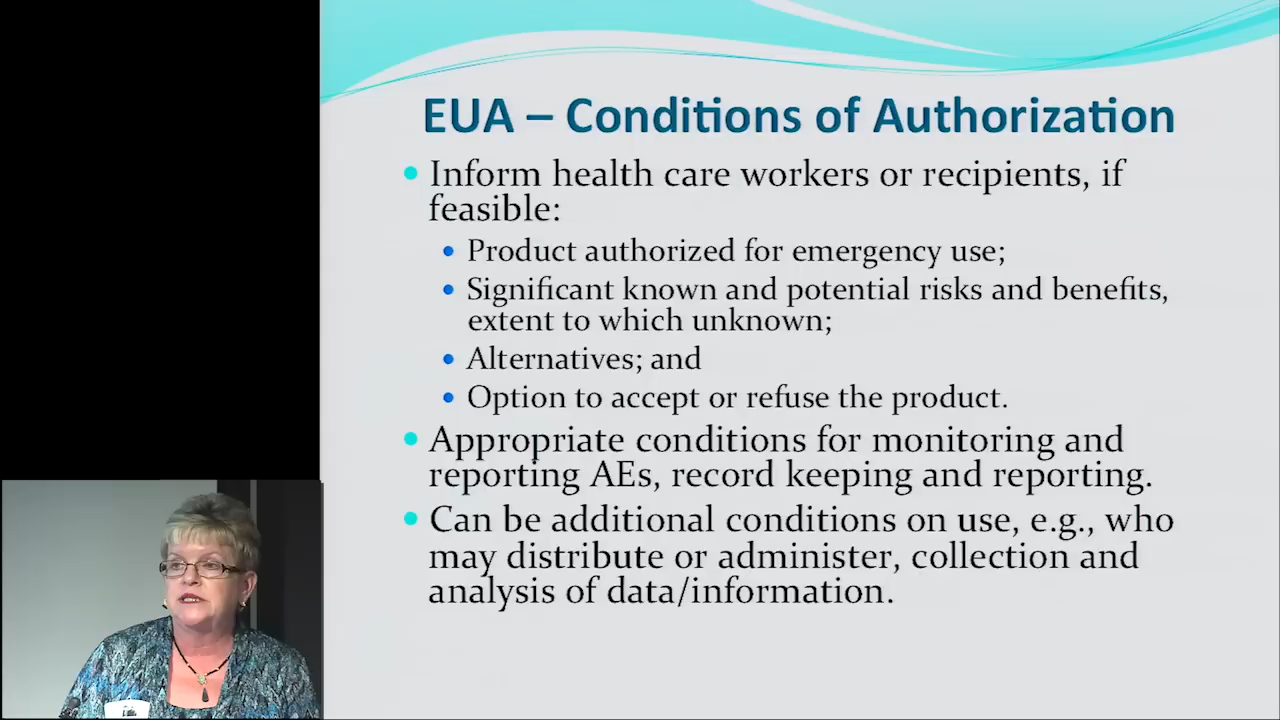 EUA – Conditions of Authorization
• Inform health care workers or recipients, if
feasible:
• Product authorized for emergency use;
• Significant known and potential risks and benefits,
extent to which unknown;
• Alternatives; and
• Option to accept or refuse the product.
• Appropriate conditions for monitoring and
reporting AEs, record keeping and reporting.
• Can be additional conditions on use, e.g., who
may distribute or administer, collection and
analysis of data/information.